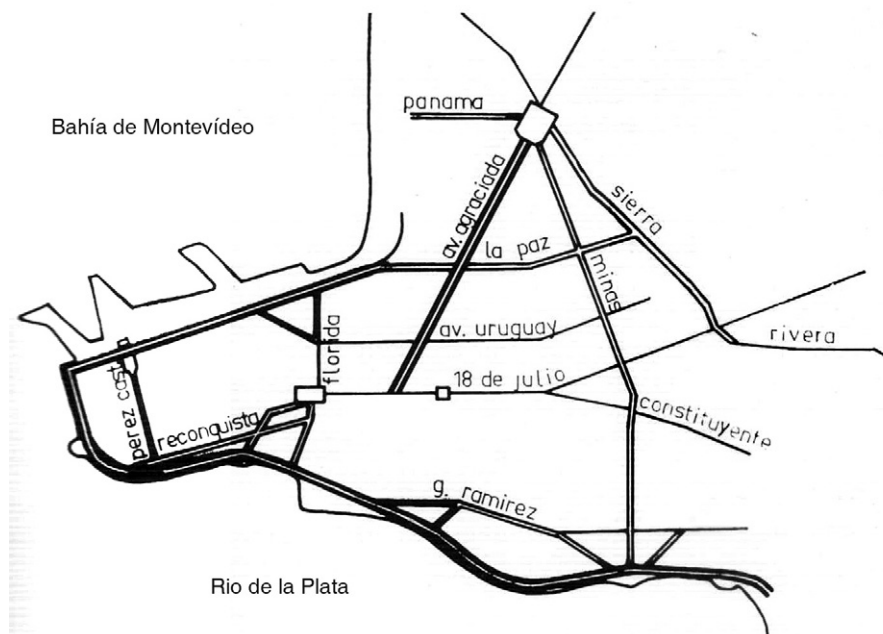 panama
Bahía de Montevídeo
av. agraciada
sierra
la paz
minas
florida
av. uruguay
rivera
perez castella
18 de julio
reconquista
constituyente
g. ramirez
Rio de la Plata